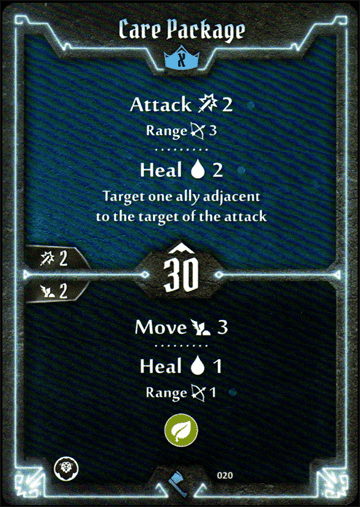 Care Package
X
Attack 2
Range 3
Heal 2
Target one ally adjacent
to the target of the attack
2
30
2
Move 3
Heal 1
Range 1
020